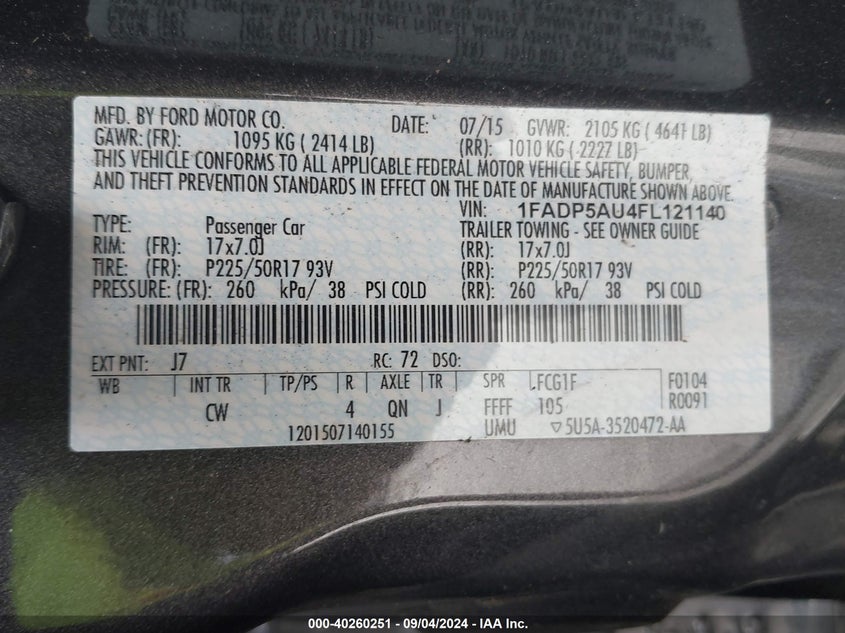 MFD. BY FORD MOTOR CO. DATE: 07/15 GVWR: 2105 KG ( 4641 LB)
GAWR: (FR): 1095 KG ( 2414 LB) (RR): 1010 KG ( 2227 LB)
THIS VEHICLE CONFORMS TO ALL APPLICABLE FEDERAL MOTOR VEHICLE SAFETY, BUMPER,
AND THEFT PREVENTION STANDARDS IN EFFECT ON THE DATE OF MANUFACTURE SHOWN ABOVE.
VIN: 1FADP5AU4FL121140
TYPE: Passenger Car TRAILER TOWING - SEE OWNER GUIDE
RIM: (FR): 17x7.0J (RR): 17x7.0J
TIRE: (FR): P225/50R17 93V (RR): P225/50R17 93V
PRESSURE: (FR): 260 kPa/ 38 PSI COLD (RR): 260 kPa/ 38 PSI COLD
EXT PNT: J7 RC: 72 DSO:
WB INT TR TP/PS R AXLE TR SPR FCG1F F0104
CW 4 QN J FFFF 105 R0091
1201507140155 UMU ▽5U5A-3520472-AA
000-40260251 - 09/04/2024 - IAA Inc.